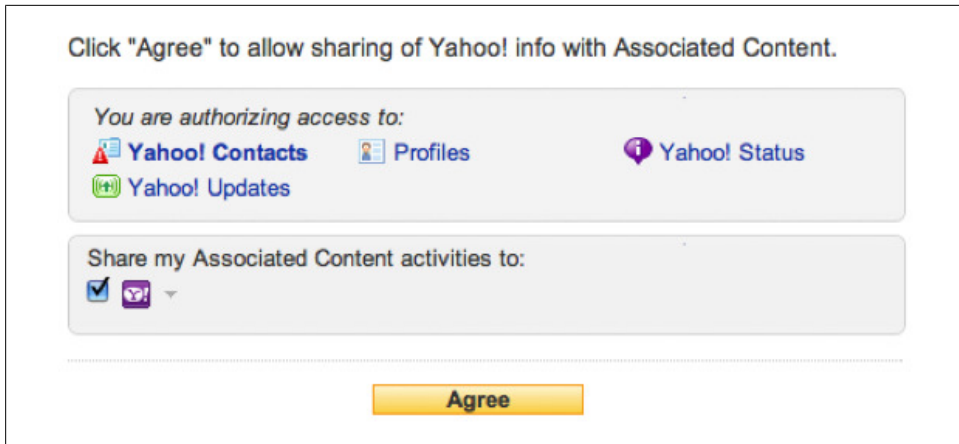 Click "Agree" to allow sharing of Yahoo! info with Associated Content.
You are authorizing access to:
Yahoo! Contacts Profiles Yahoo! Status
Yahoo! Updates
Share my Associated Content activities to:
Y!
Agree